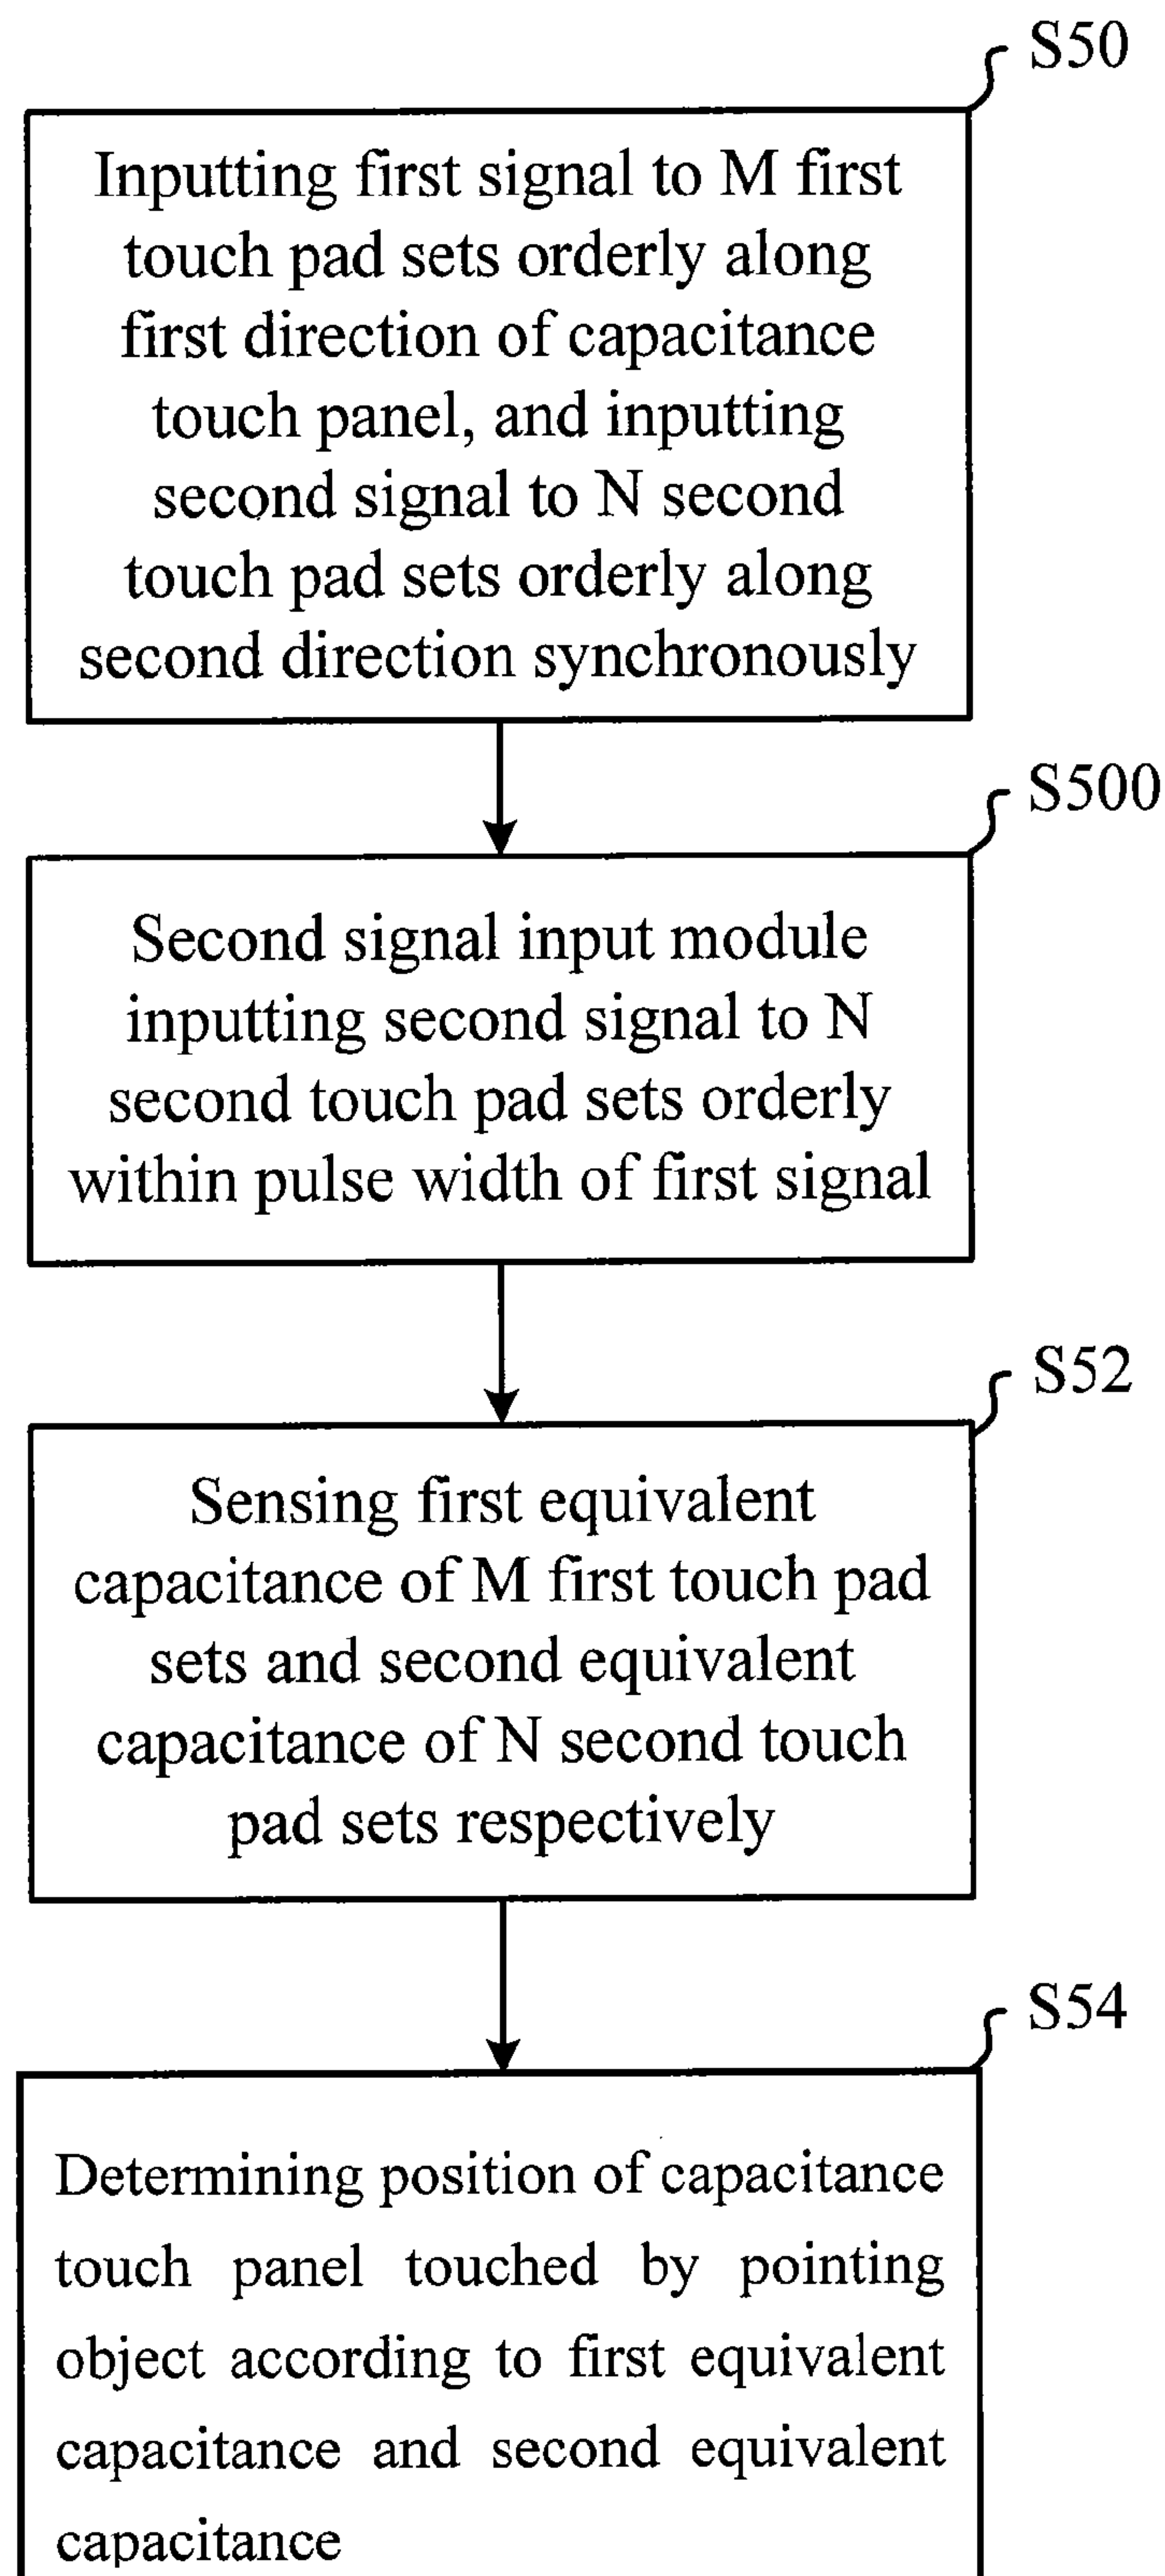 S50
Inputting first signal to M first
touch pad sets orderly along
first direction of capacitance
touch panel, and inputting
second signal to N second
touch pad sets orderly along
second direction synchronously
S500
Second signal input module
inputting second signal to N
second touch pad sets orderly
within pulse width of first signal
S52
Sensing first equivalent
capacitance of M first touch pad
sets and second equivalent
capacitance of N second touch
pad sets respectively
S54
Determining position of capacitance
touch panel touched by pointing
object according to first equivalent
capacitance and second equivalent
capacitance